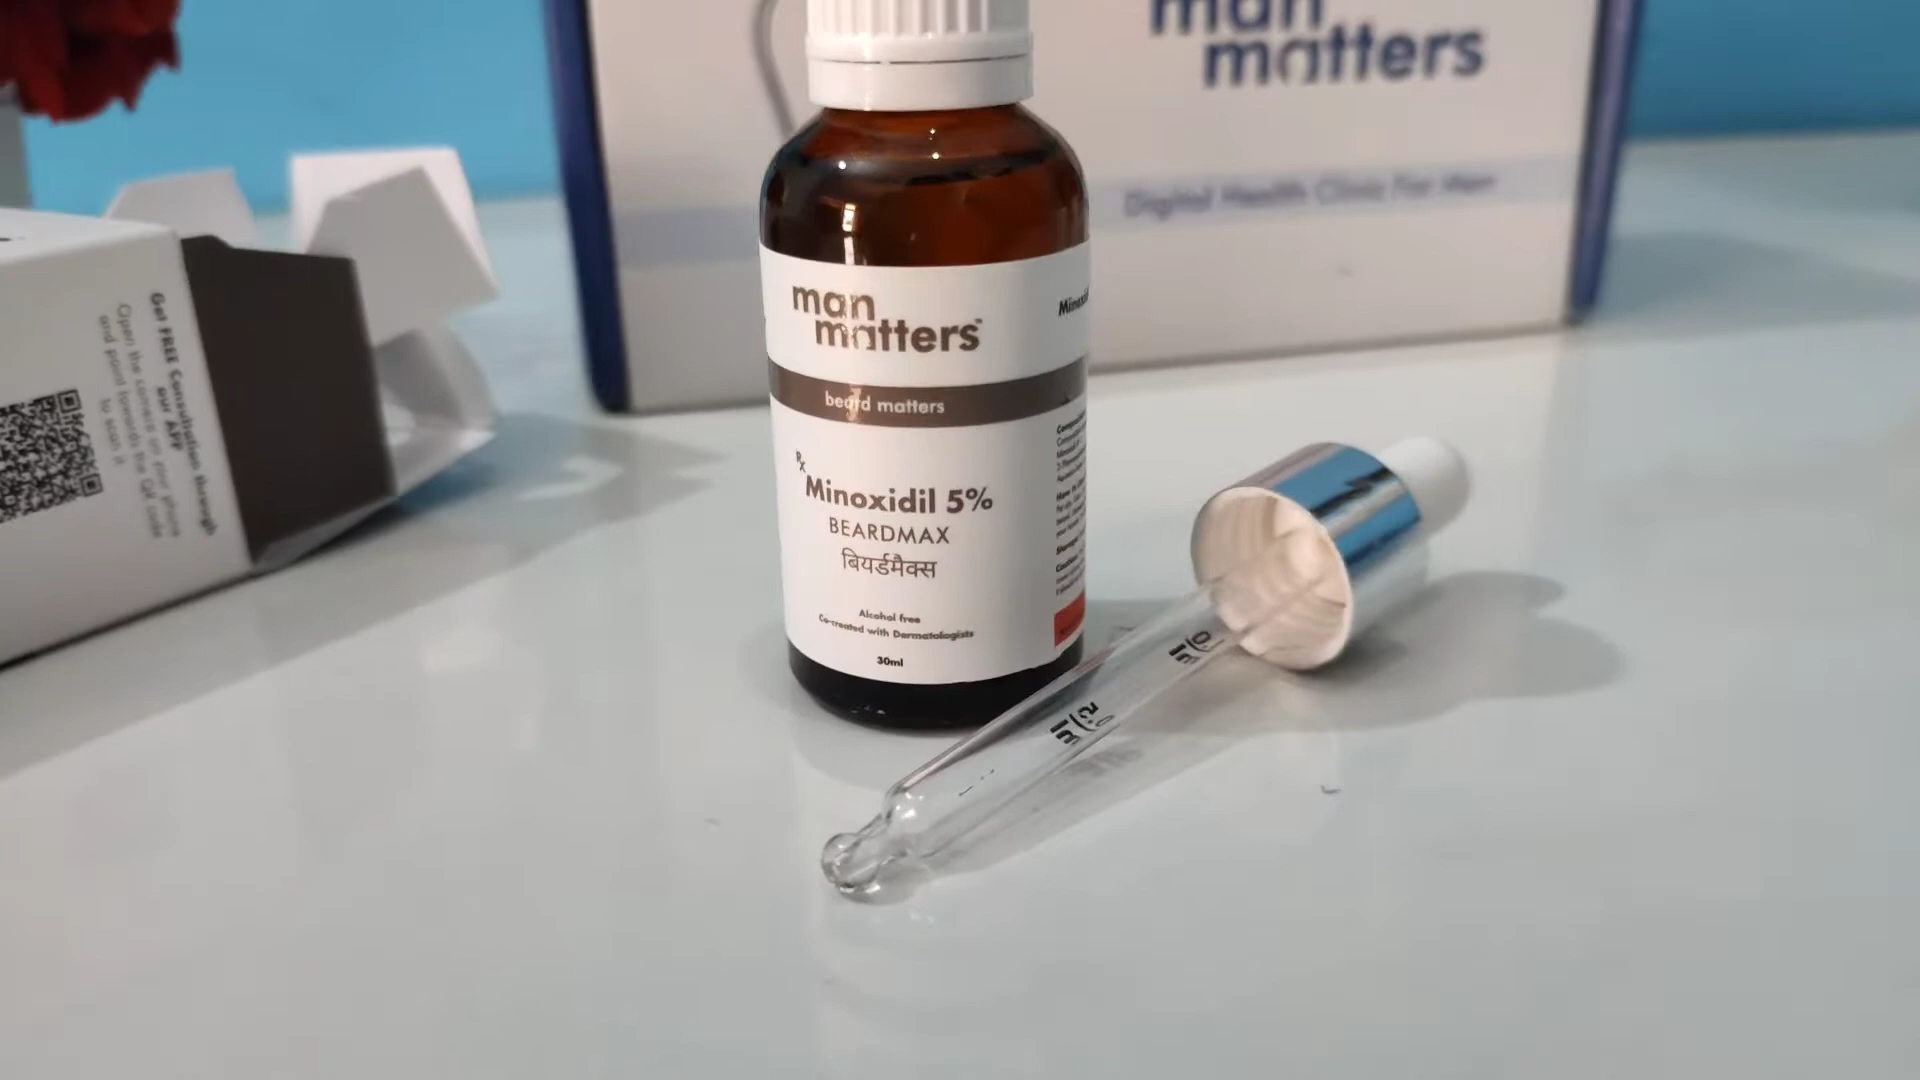 man
matters
Digital Health Clinic For Men
Get FREE Consultation through
our APP
Open the camera on your phone
and point towards the QR code
to scan it
man
matters™
beard matters
Rx
Minoxidil 5%
BEARDMAX
बियर्डमैक्स
Alcohol free
Co-created with Dermatologists
30ml